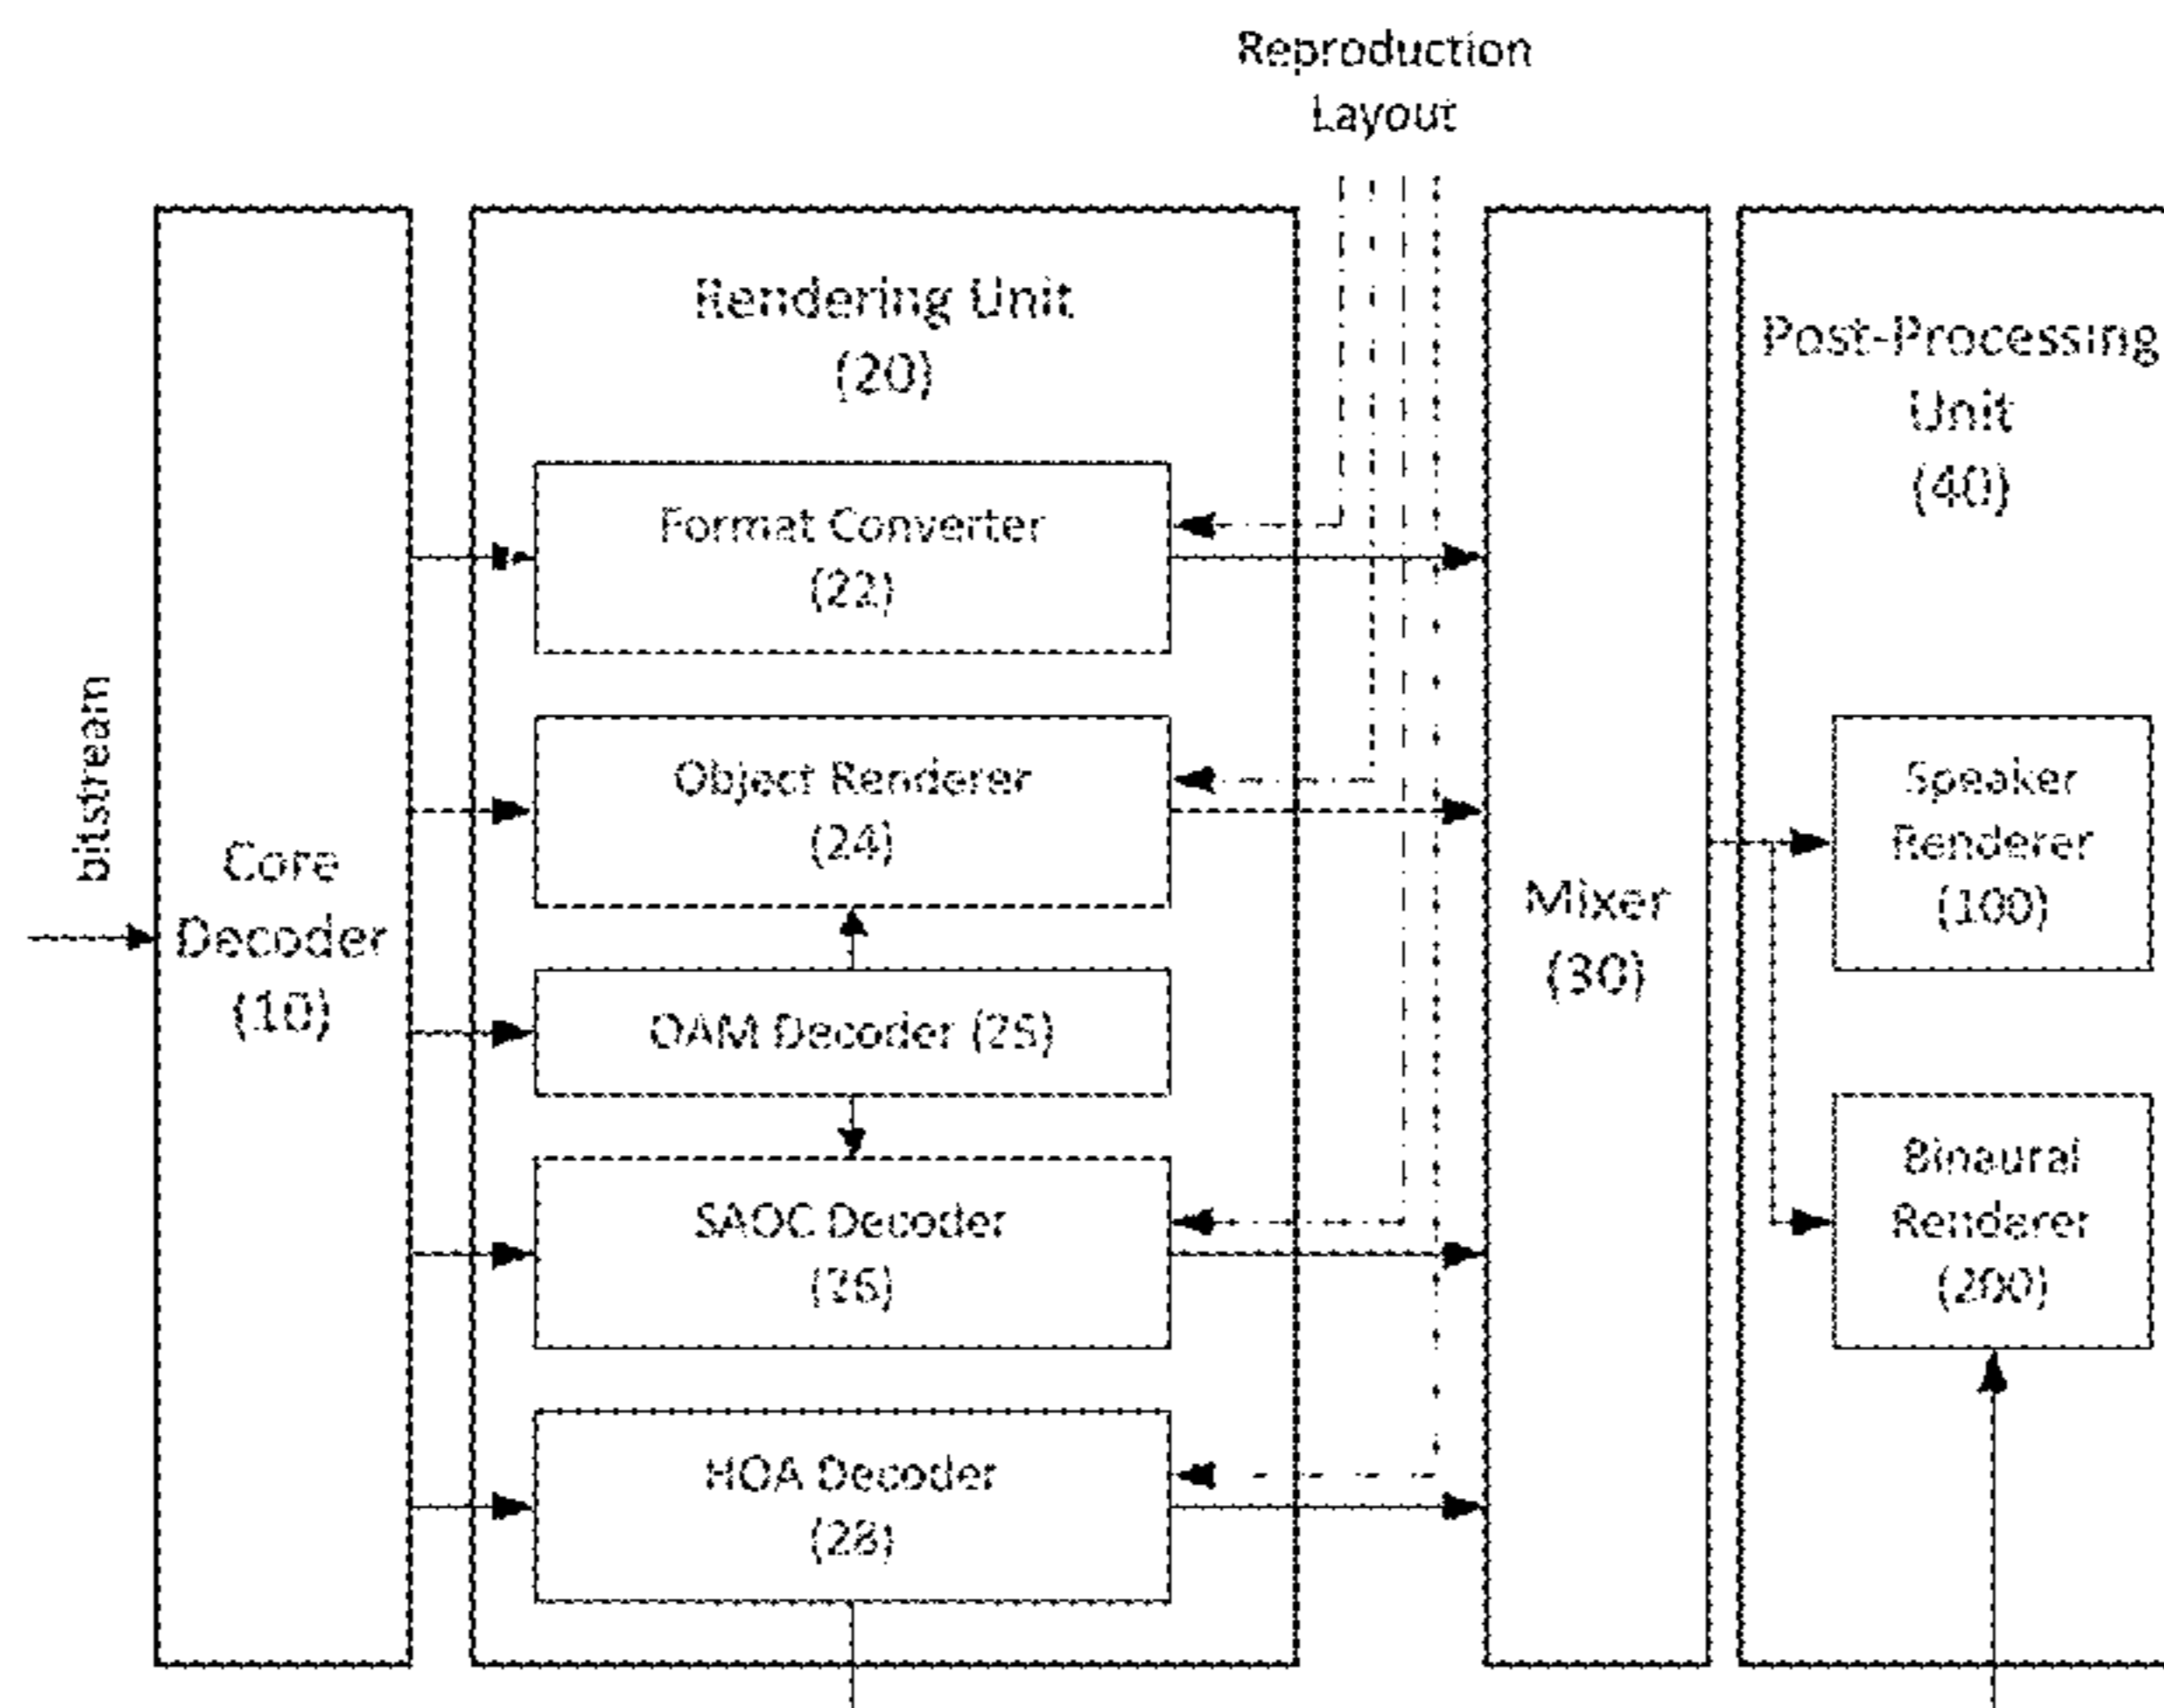 Reproduction
Layout
bitstream
Core
Decoder
(10)
Rendering Unit
(20)
Format Converter
(22)
Object Renderer
(24)
OAM Decoder (25)
SAOC Decoder
(26)
HOA Decoder
(28)
Mixer
(30)
Post-Processing
Unit
(40)
Speaker
Renderer
(100)
Binaural
Renderer
(200)